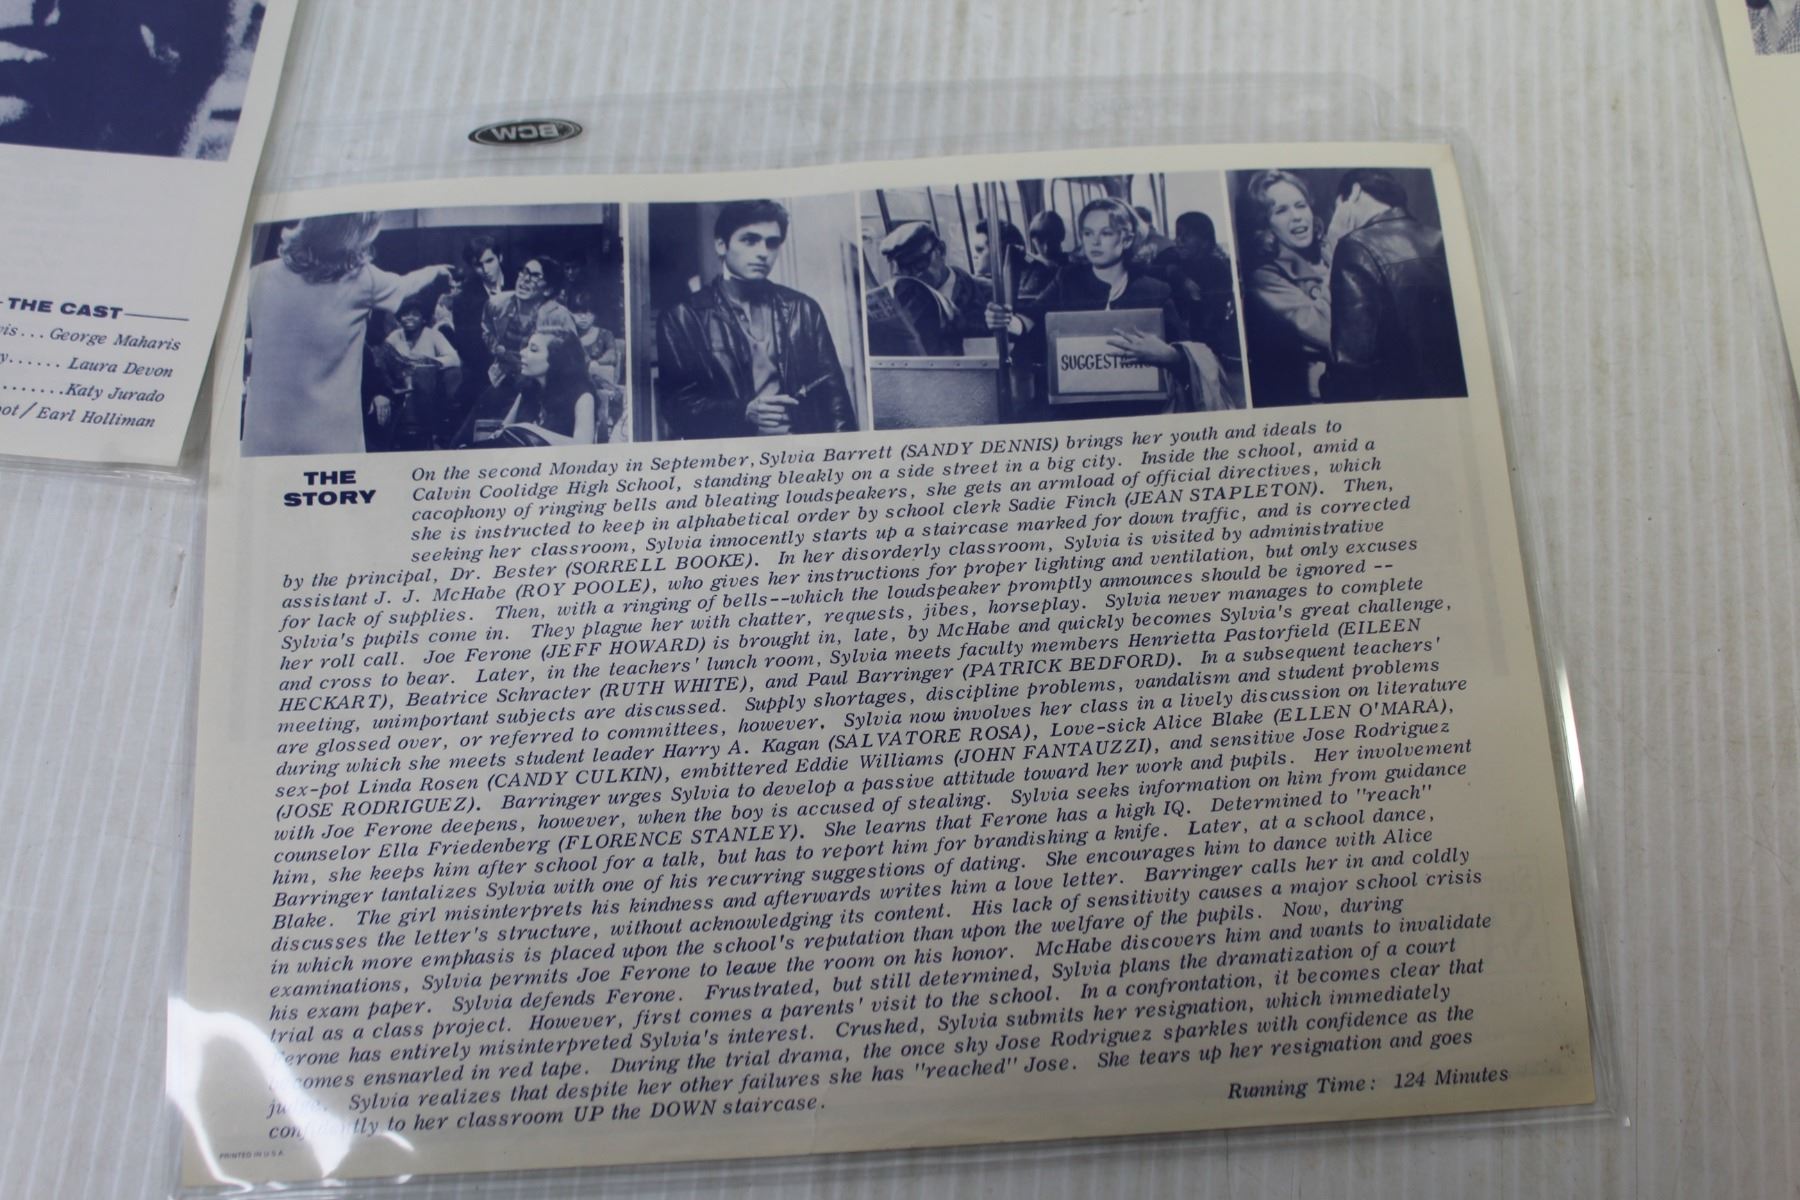 BCW
THE CAST
is... George Maharis
y...... Laura Devon
........Katy Jurado
ot/Earl Holliman
SUGGEST
THE
STORY
On the second Monday in September, Sylvia Barrett (SANDY DENNIS) brings her youth and ideals to
Calvin Coolidge High School, standing bleakly on a side street in a big city. Inside the school, amid a
cacophony of ringing bells and bleating loudspeakers, she gets an armload of official directives, which
she is instructed to keep in alphabetical order by school clerk Sadie Finch (JEAN STAPLETON). Then,
seeking her classroom, Sylvia innocently starts up a staircase marked for down traffic, and is corrected
by the principal, Dr. Bester (SORRELL BOOKE). In her disorderly classroom, Sylvia is visited by administrative
assistant J. J. McHabe (ROY POOLE), who gives her instructions for proper lighting and ventilation, but only excuses
for lack of supplies. Then, with a ringing of bells--which the loudspeaker promptly announces should be ignored --
Sylvia's pupils come in. They plague her with chatter, requests, jibes, horseplay. Sylvia never manages to complete
her roll call. Joe Ferone (JEFF HOWARD) is brought in, late, by McHabe and quickly becomes Sylvia's great challenge,
and cross to bear. Later, in the teachers' lunch room, Sylvia meets faculty members Henrietta Pastorfield (EILEEN
HECKART), Beatrice Schracter (RUTH WHITE), and Paul Barringer (PATRICK BEDFORD). In a subsequent teachers'
meeting, unimportant subjects are discussed. Supply shortages, discipline problems, vandalism and student problems
are glossed over, or referred to committees, however. Sylvia now involves her class in a lively discussion on literature
during which she meets student leader Harry A. Kagan (SALVATORE ROSA), Love-sick Alice Blake (ELLEN O'MARA),
sex-pot Linda Rosen (CANDY CULKIN), embittered Eddie Williams (JOHN FANTAUZZI), and sensitive Jose Rodriguez
(JOSE RODRIGUEZ). Barringer urges Sylvia to develop a passive attitude toward her work and pupils. Her involvement
with Joe Ferone deepens, however, when the boy is accused of stealing. Sylvia seeks information on him from guidance
counselor Ella Friedenberg (FLORENCE STANLEY). She learns that Ferone has a high IQ. Determined to "reach"
him, she keeps him after school for a talk, but has to report him for brandishing a knife. Later, at a school dance,
Barringer tantalizes Sylvia with one of his recurring suggestions of dating. She encourages him to dance with Alice
Blake. The girl misinterprets his kindness and afterwards writes him a love letter. Barringer calls her in and coldly
discusses the letter's structure, without acknowledging its content. His lack of sensitivity causes a major school crisis
in which more emphasis is placed upon the school's reputation than upon the welfare of the pupils. Now, during
examinations, Sylvia permits Joe Ferone to leave the room on his honor. McHabe discovers him and wants to invalidate
his exam paper. Sylvia defends Ferone. Frustrated, but still determined, Sylvia plans the dramatization of a court
trial as a class project. However, first comes a parents' visit to the school. In a confrontation, it becomes clear that
Ferone has entirely misinterpreted Sylvia's interest. Crushed, Sylvia submits her resignation, which immediately
becomes ensnarled in red tape. During the trial drama, the once shy Jose Rodriguez sparkles with confidence as the
judge. Sylvia realizes that despite her other failures she has "reached" Jose. She tears up her resignation and goes
confidently to her classroom UP the DOWN staircase.
Running Time: 124 Minutes
PRINTED IN U.S.A.